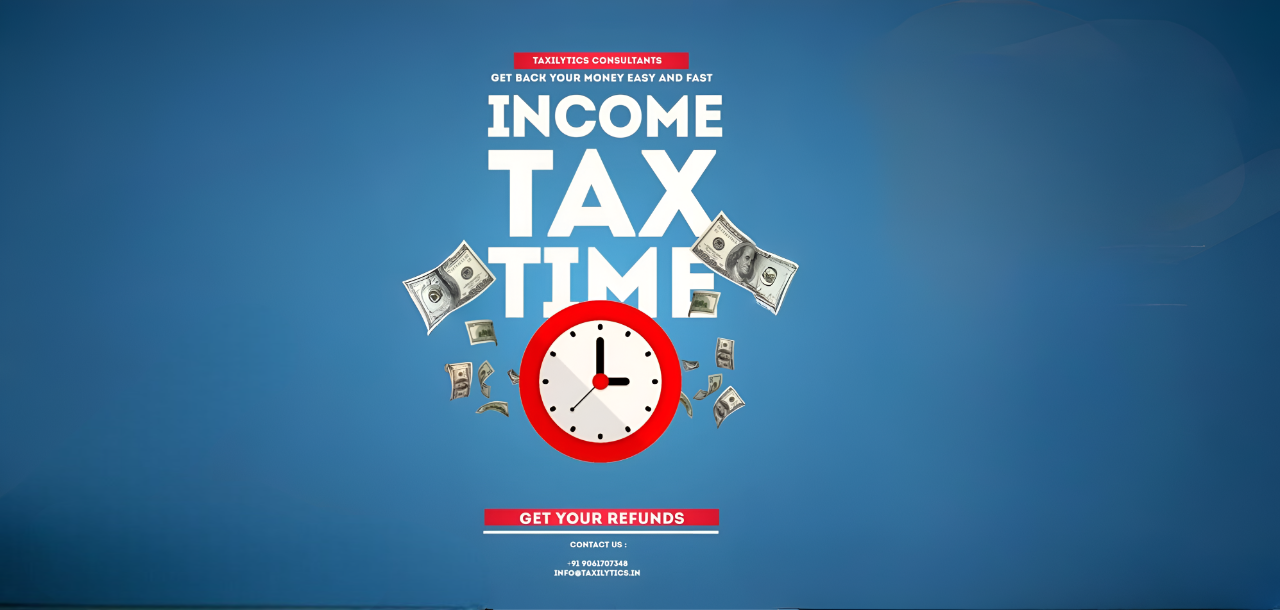 TAXILYTICS CONSULTANTS
GET BACK YOUR MONEY EASY AND FAST
INCOME
TAX
TIME
GET YOUR REFUNDS
CONTACT US :
+91 9061707348
INFO@TAXILYTICS.IN